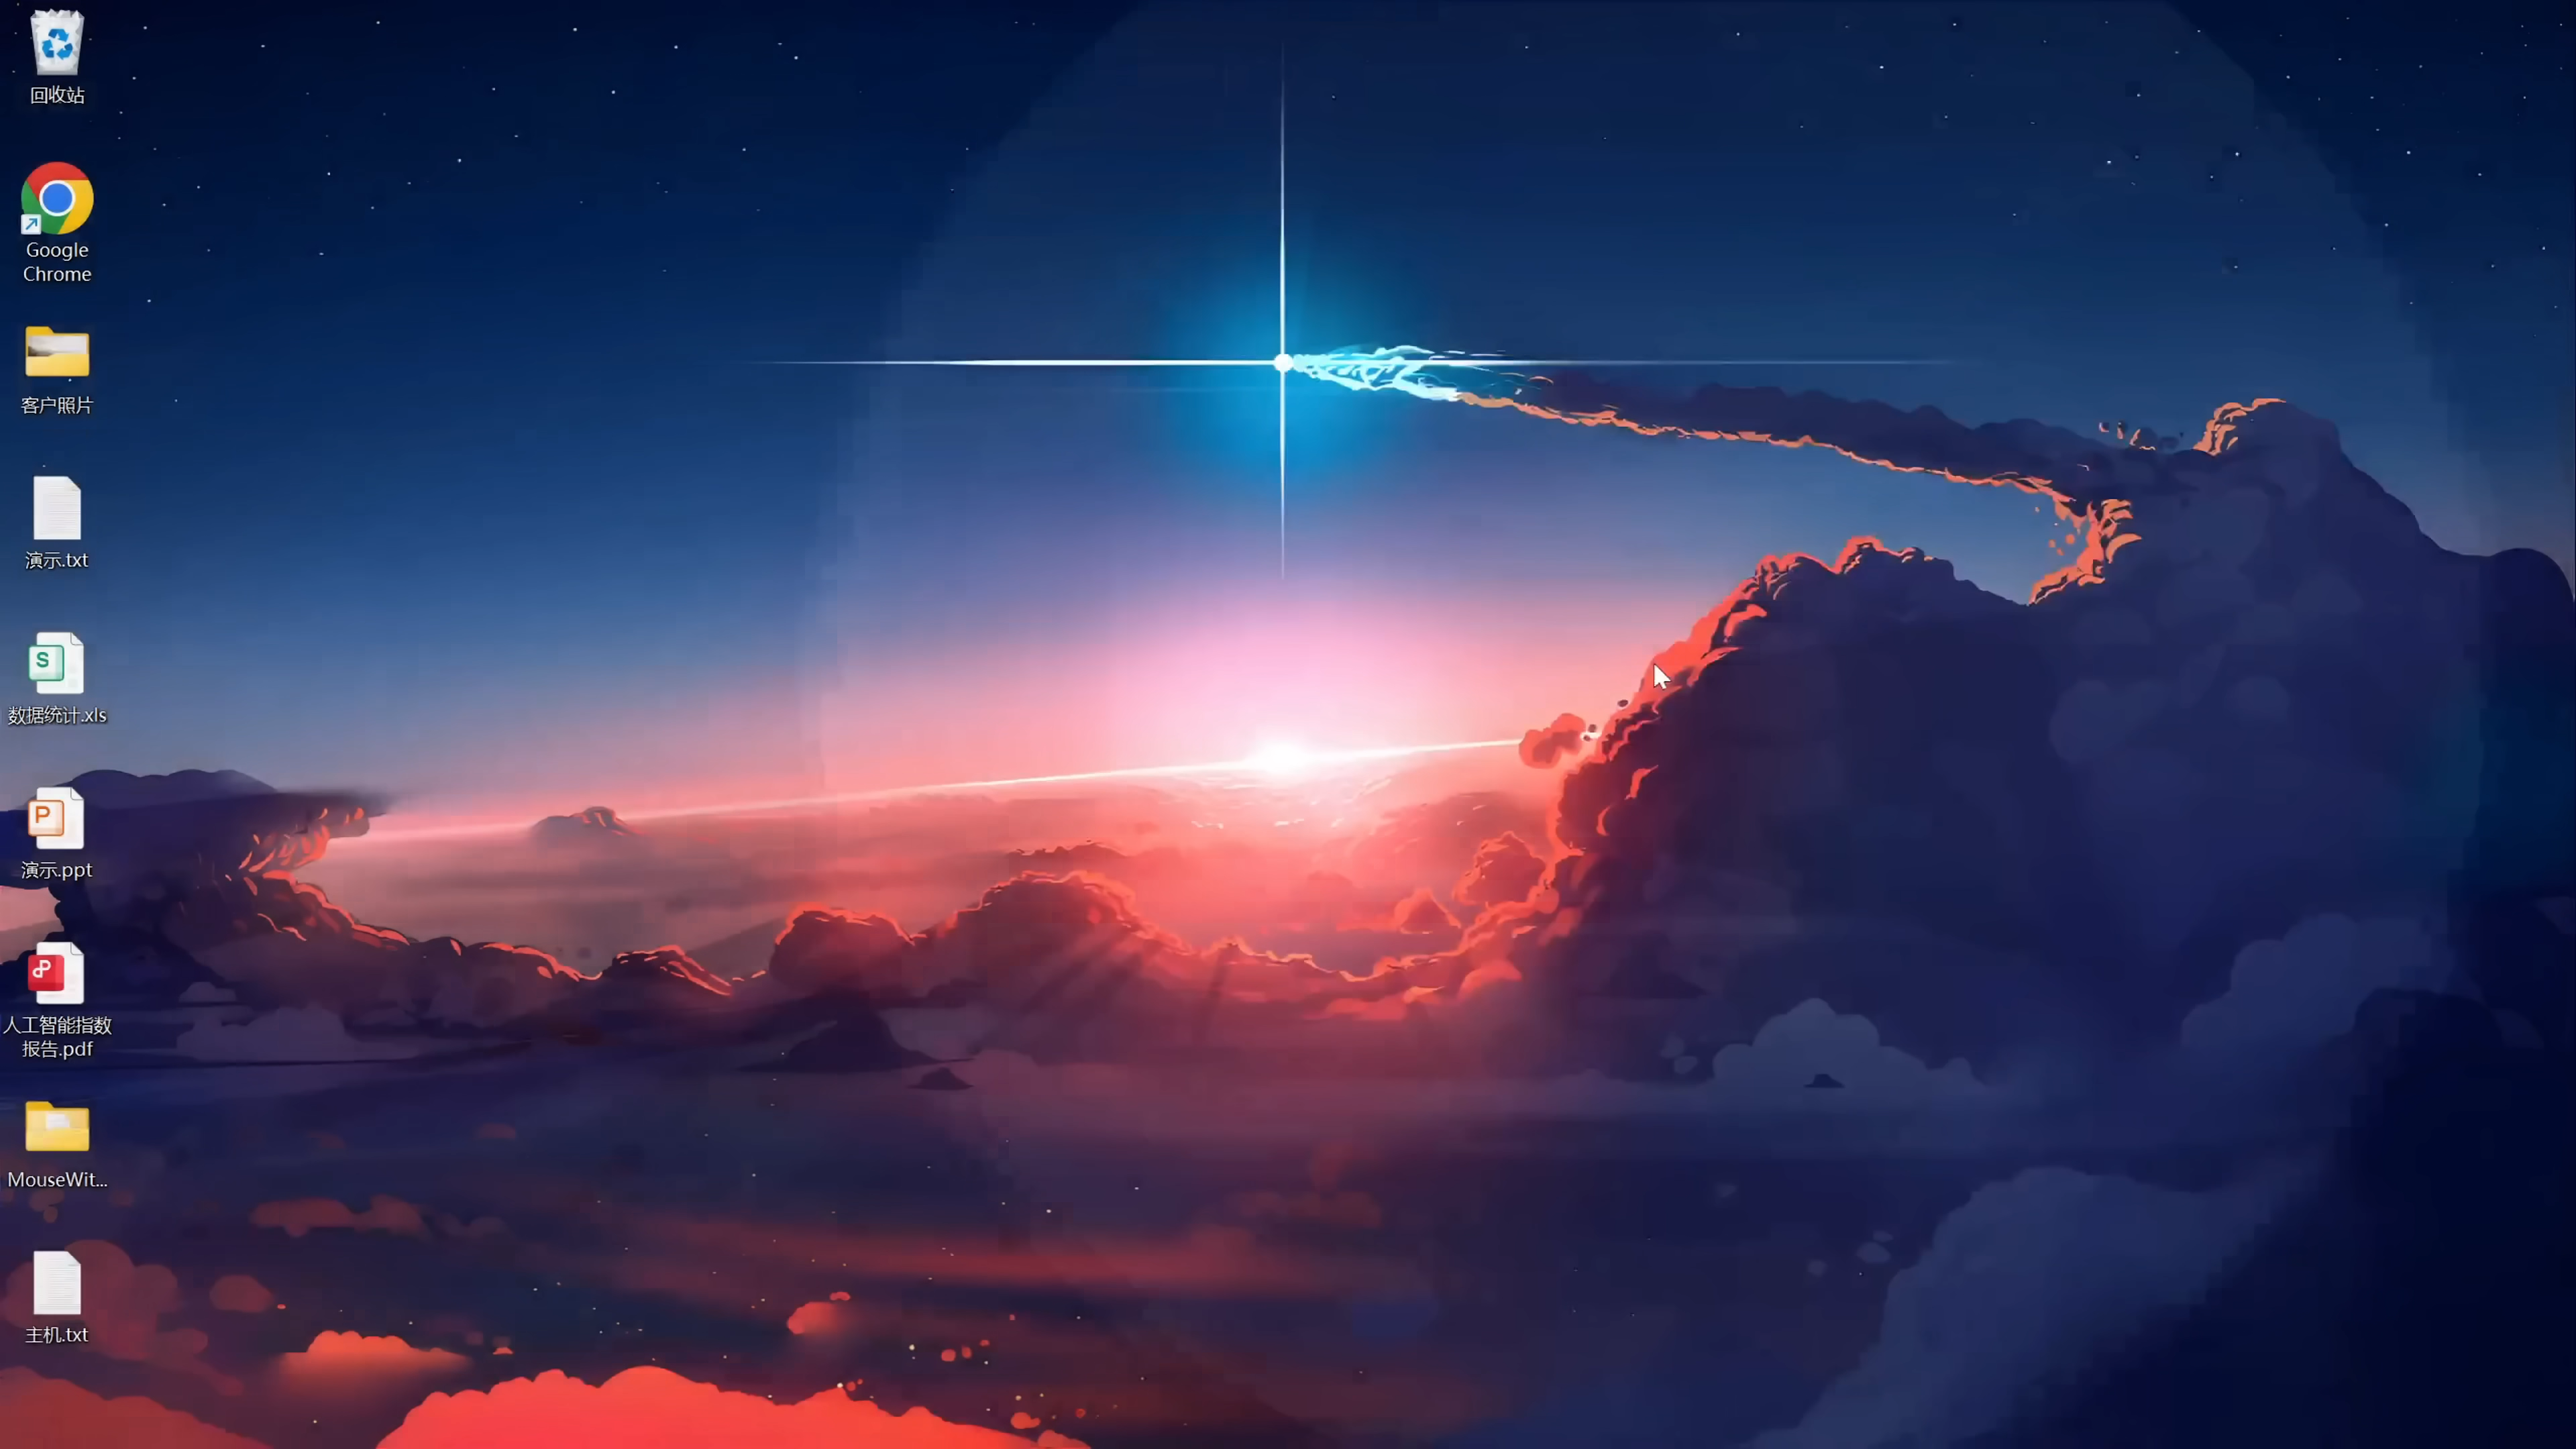 回收站
Google
Chrome
客户照片
演示.txt
S
数据统计.xls
P
演示.ppt
人工智能指数
报告.pdf
MouseWit...
主机.txt